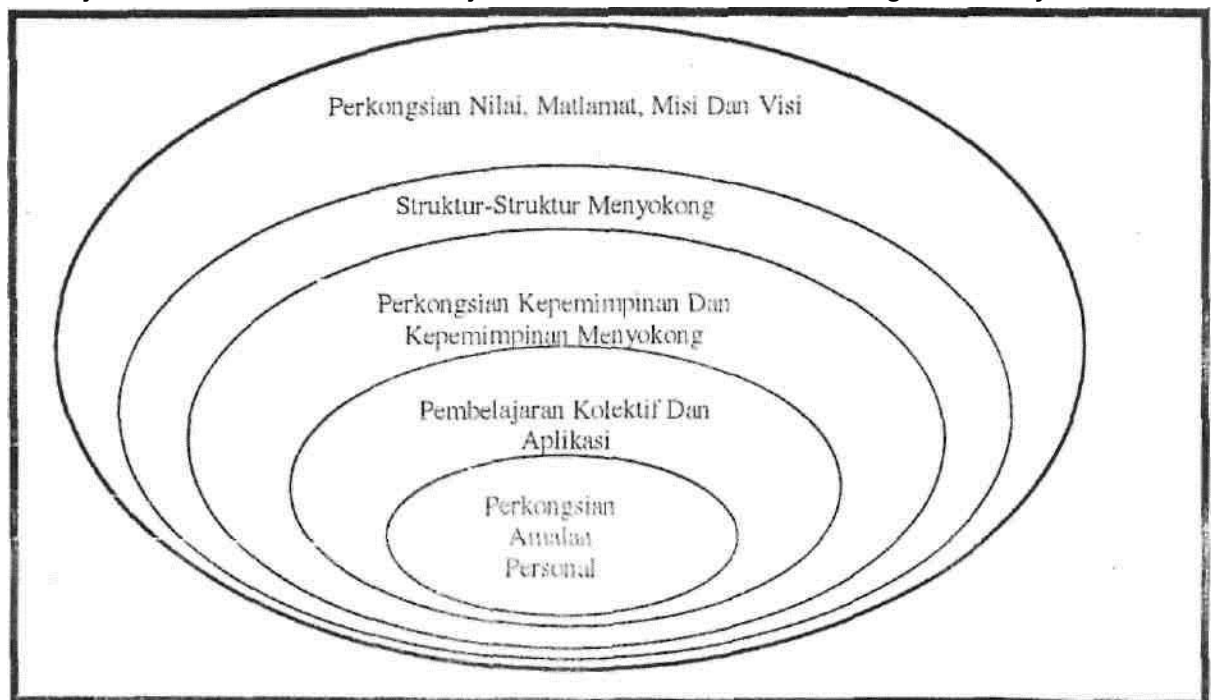 Perkongsian Nilai, Matlamat, Misi Dan Visi
Struktur-Struktur Menyokong
Perkongsian Kepemimpinan Dan
Kepemimpinan Menyokong
Pembelajaran Kolektif Dan
Aplikasi
Perkongsian
Amalan
Personal